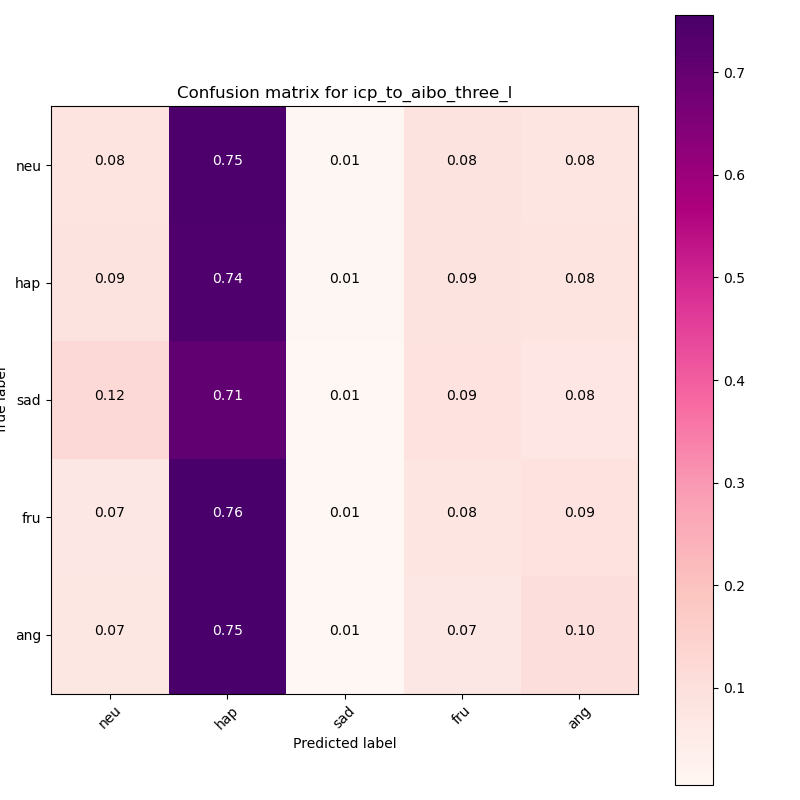 Confusion matrix for icp_to_aibo_three_l
neu 0.08 0.75 0.01 0.08 0.08
hap 0.09 0.74 0.01 0.09 0.08
sad 0.12 0.71 0.01 0.09 0.08
fru 0.07 0.76 0.01 0.08 0.09
ang 0.07 0.75 0.01 0.07 0.10
neu hap sad fru ang
Predicted label
label
0.7
0.6
0.5
0.4
0.3
0.2
0.1